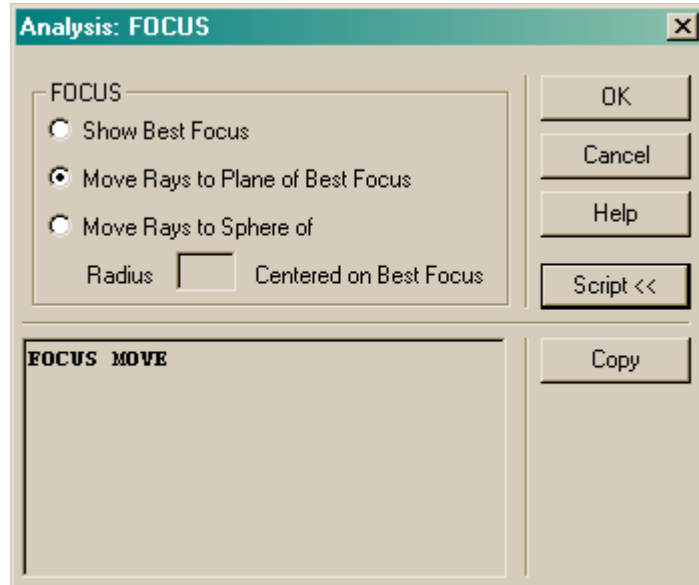 Analysis: FOCUS
FOCUS
Show Best Focus
Move Rays to Plane of Best Focus
Move Rays to Sphere of
Radius Centered on Best Focus
OK
Cancel
Help
Script <<
FOCUS MOVE
Copy